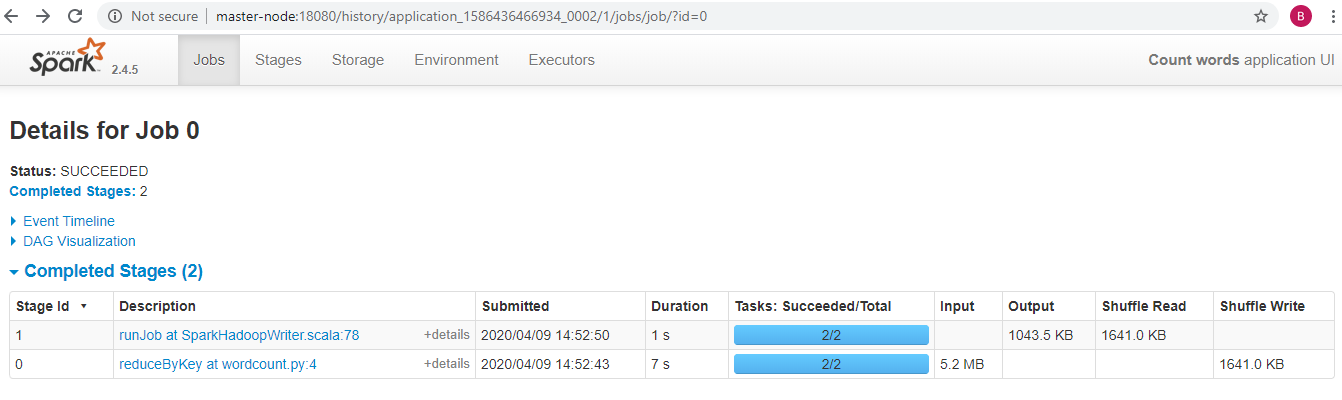 Not secure master-node:18080/history/application_1586436466934_0002/1/jobs/job/?id=0 B
APACHE
Spark 2.4.5 Jobs Stages Storage Environment Executors Count words application UI
Details for Job 0
Status: SUCCEEDED
Completed Stages: 2
Event Timeline
DAG Visualization
Completed Stages (2)
Stage Id Description Submitted Duration Tasks: Succeeded/Total Input Output Shuffle Read Shuffle Write
1 runJob at SparkHadoopWriter.scala:78 +details 2020/04/09 14:52:50 1 s 2/2 1043.5 KB 1641.0 KB
0 reduceByKey at wordcount.py:4 +details 2020/04/09 14:52:43 7 s 2/2 5.2 MB 1641.0 KB